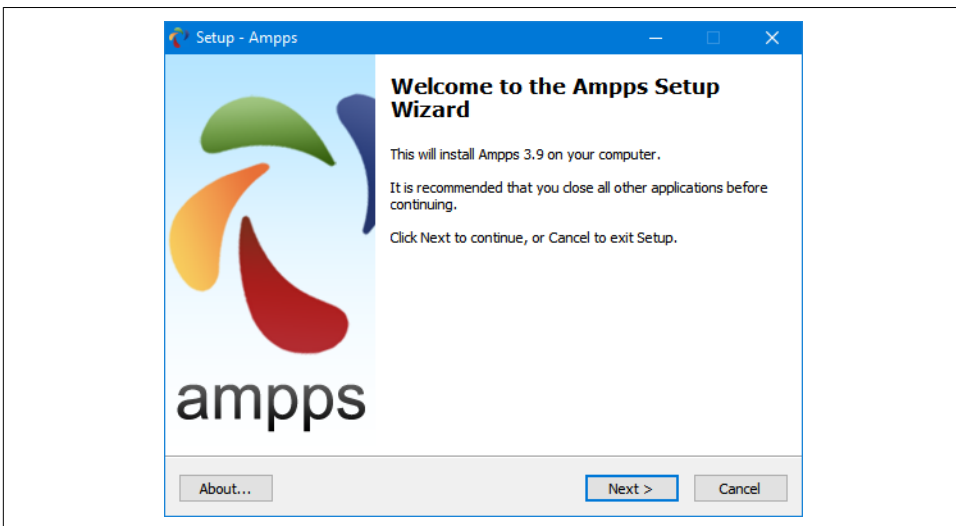 Setup - Ampps
Welcome to the Ampps Setup
Wizard
This will install Ampps 3.9 on your computer.
It is recommended that you close all other applications before
continuing.
Click Next to continue, or Cancel to exit Setup.
ampps
About...
Next >
Cancel